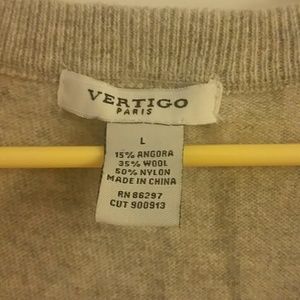 VERTIGO
PARIS
L
15% ANGORA
35% WOOL
50% NYLON
MADE IN CHINA
RN 86297
CUT 900913